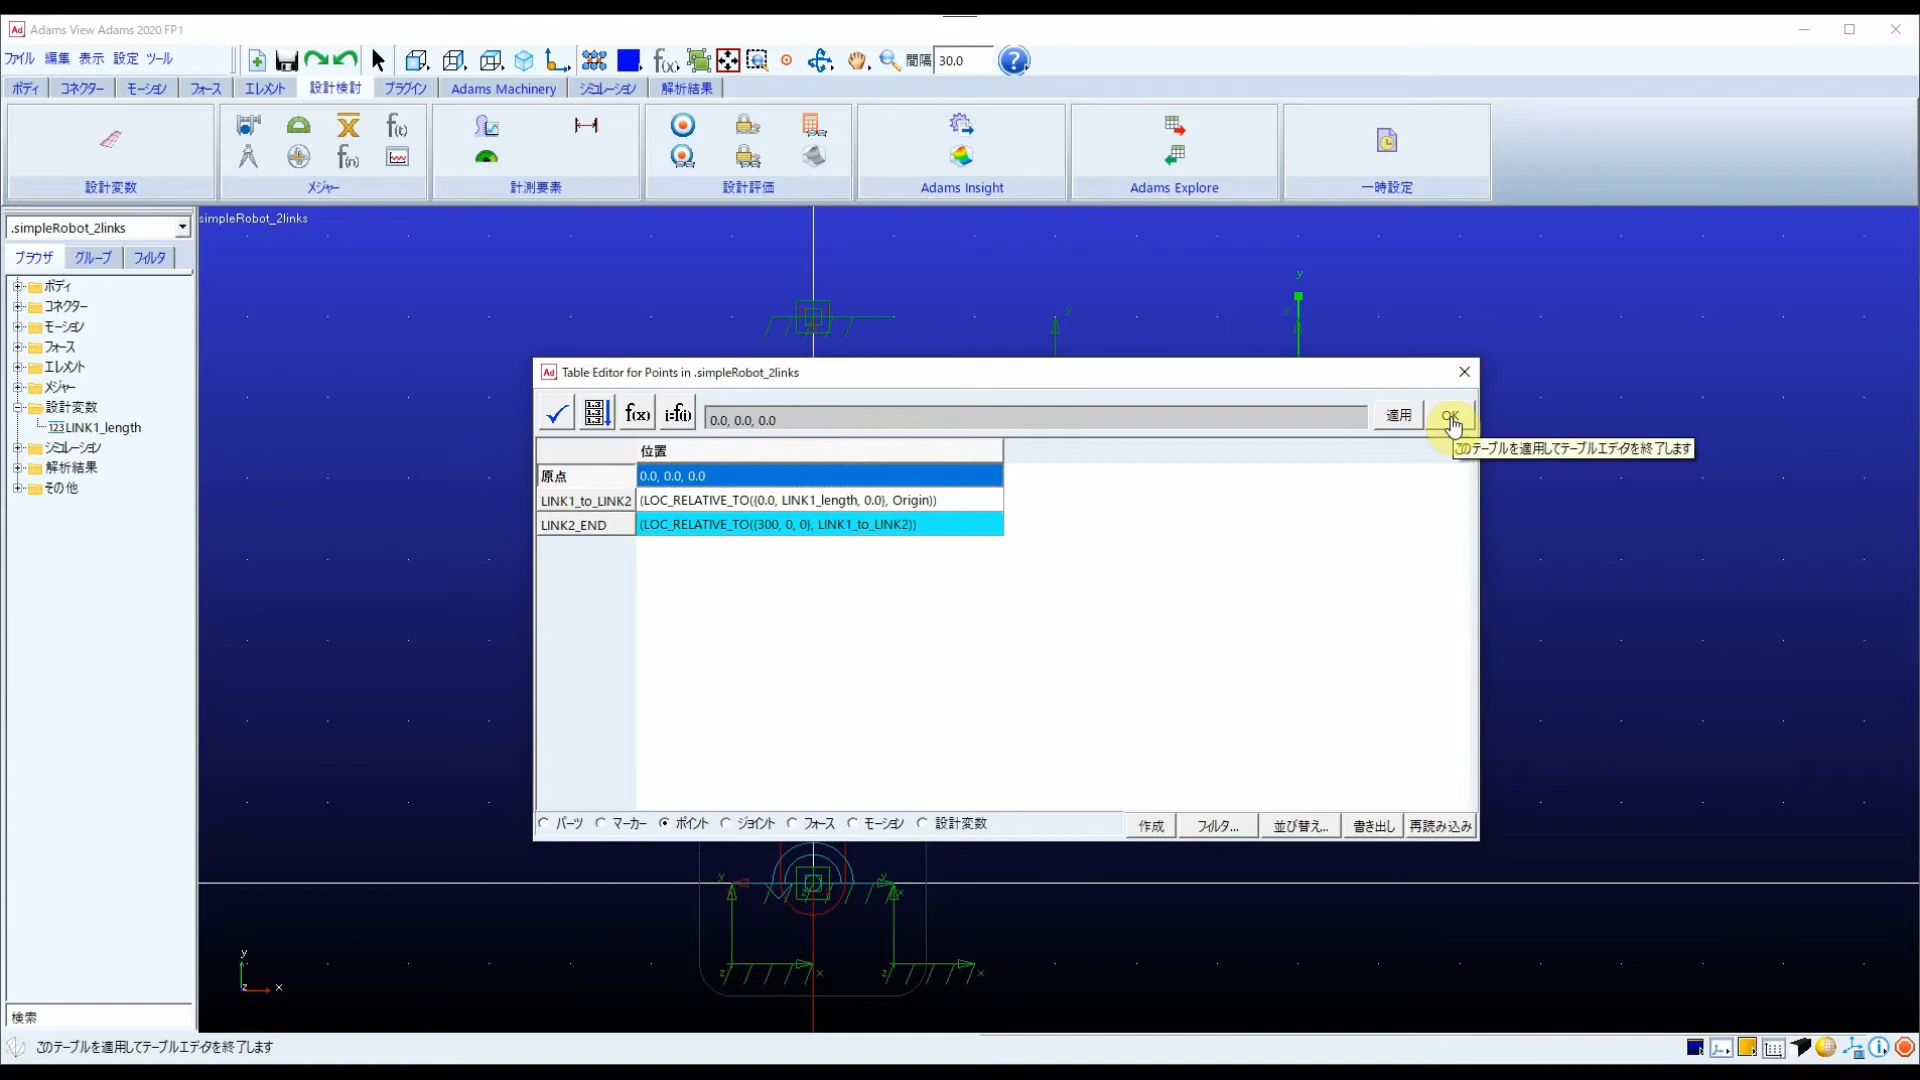 Adams View Adams 2020 FP1
ファイル 編集 表示 設定 ツール
間隔 30.0
ボディ コネクター モーション フォース エレメント 設計検討 プラグイン Adams Machinery シミュレーション 解析結果
設計変数 メジャー 計測要素 設計評価 Adams Insight Adams Explore 一時設定
.simpleRobot_2links
simpleRobot_2links
ブラウザ グループ フィルタ
ボディ
コネクター
モーション
フォース
エレメント
メジャー
設計変数
LINK1_length
シミュレーション
解析結果
その他
検索
Table Editor for Points in .simpleRobot_2links
f(x) i=f(i) 0.0, 0.0, 0.0 適用 OK
このテーブルを適用してテーブルエディタを終了します
位置
原点 0.0, 0.0, 0.0
LINK1_to_LINK2 (LOC_RELATIVE_TO({0.0, LINK1_length, 0.0}, Origin))
LINK2_END (LOC_RELATIVE_TO({300, 0, 0}, LINK1_to_LINK2))
パーツ マーカー ポイント ジョイント フォース モーション 設計変数 作成 フィルタ... 並び替え... 書き出し 再読み込み
このテーブルを適用してテーブルエディタを終了します